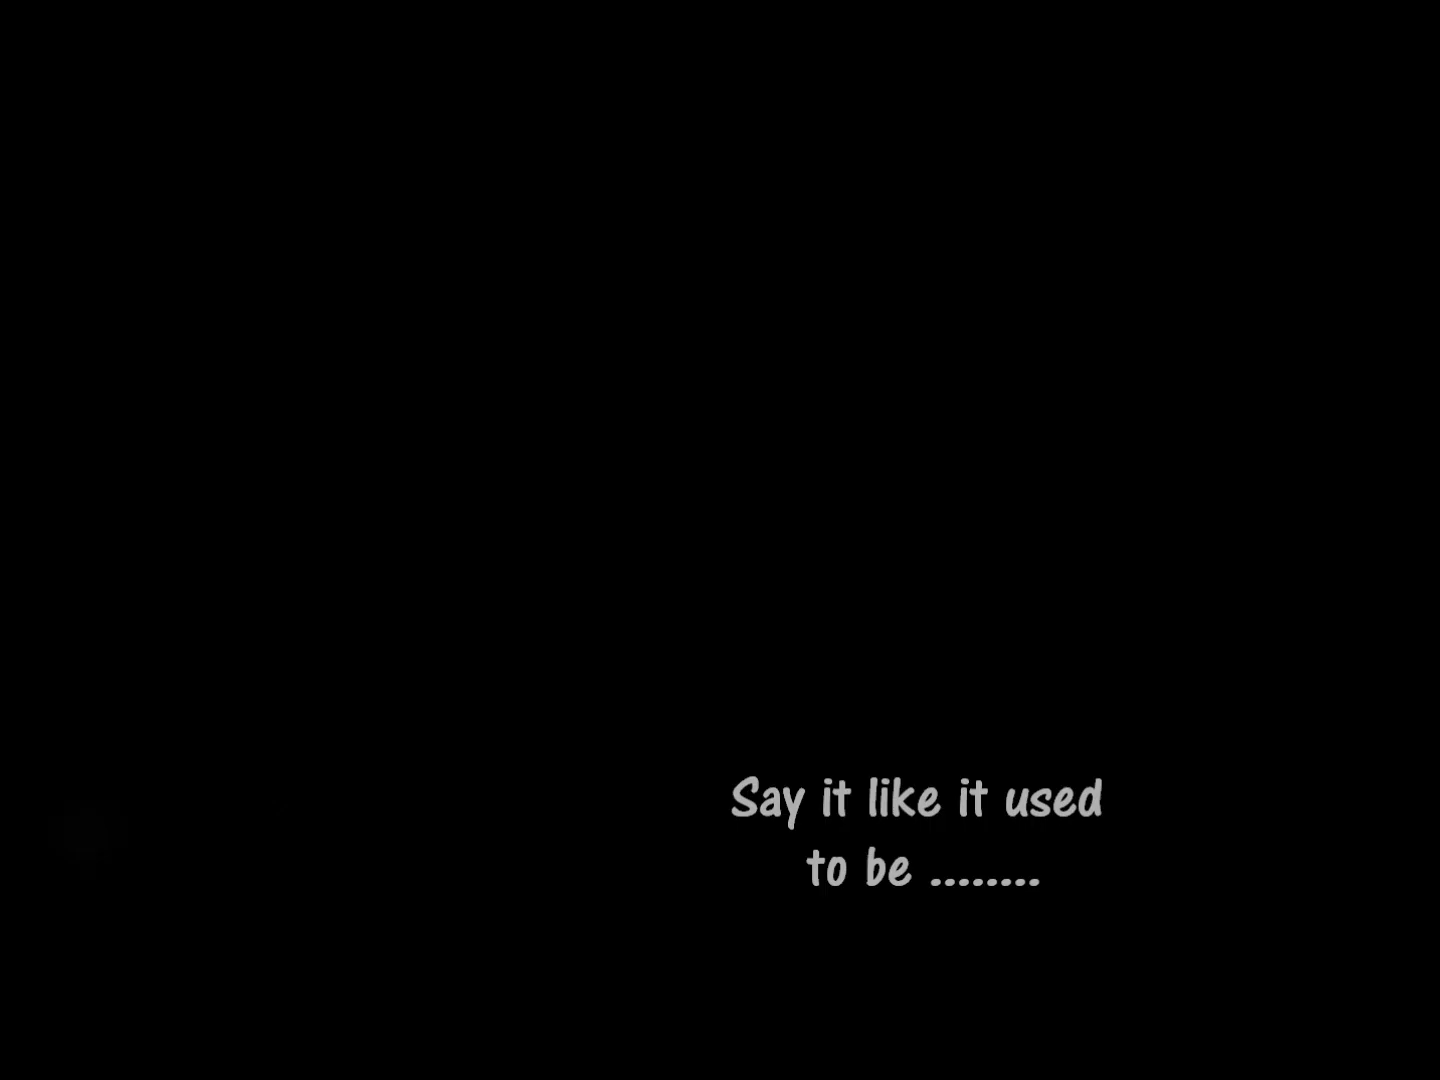 Say it like it used
to be ........